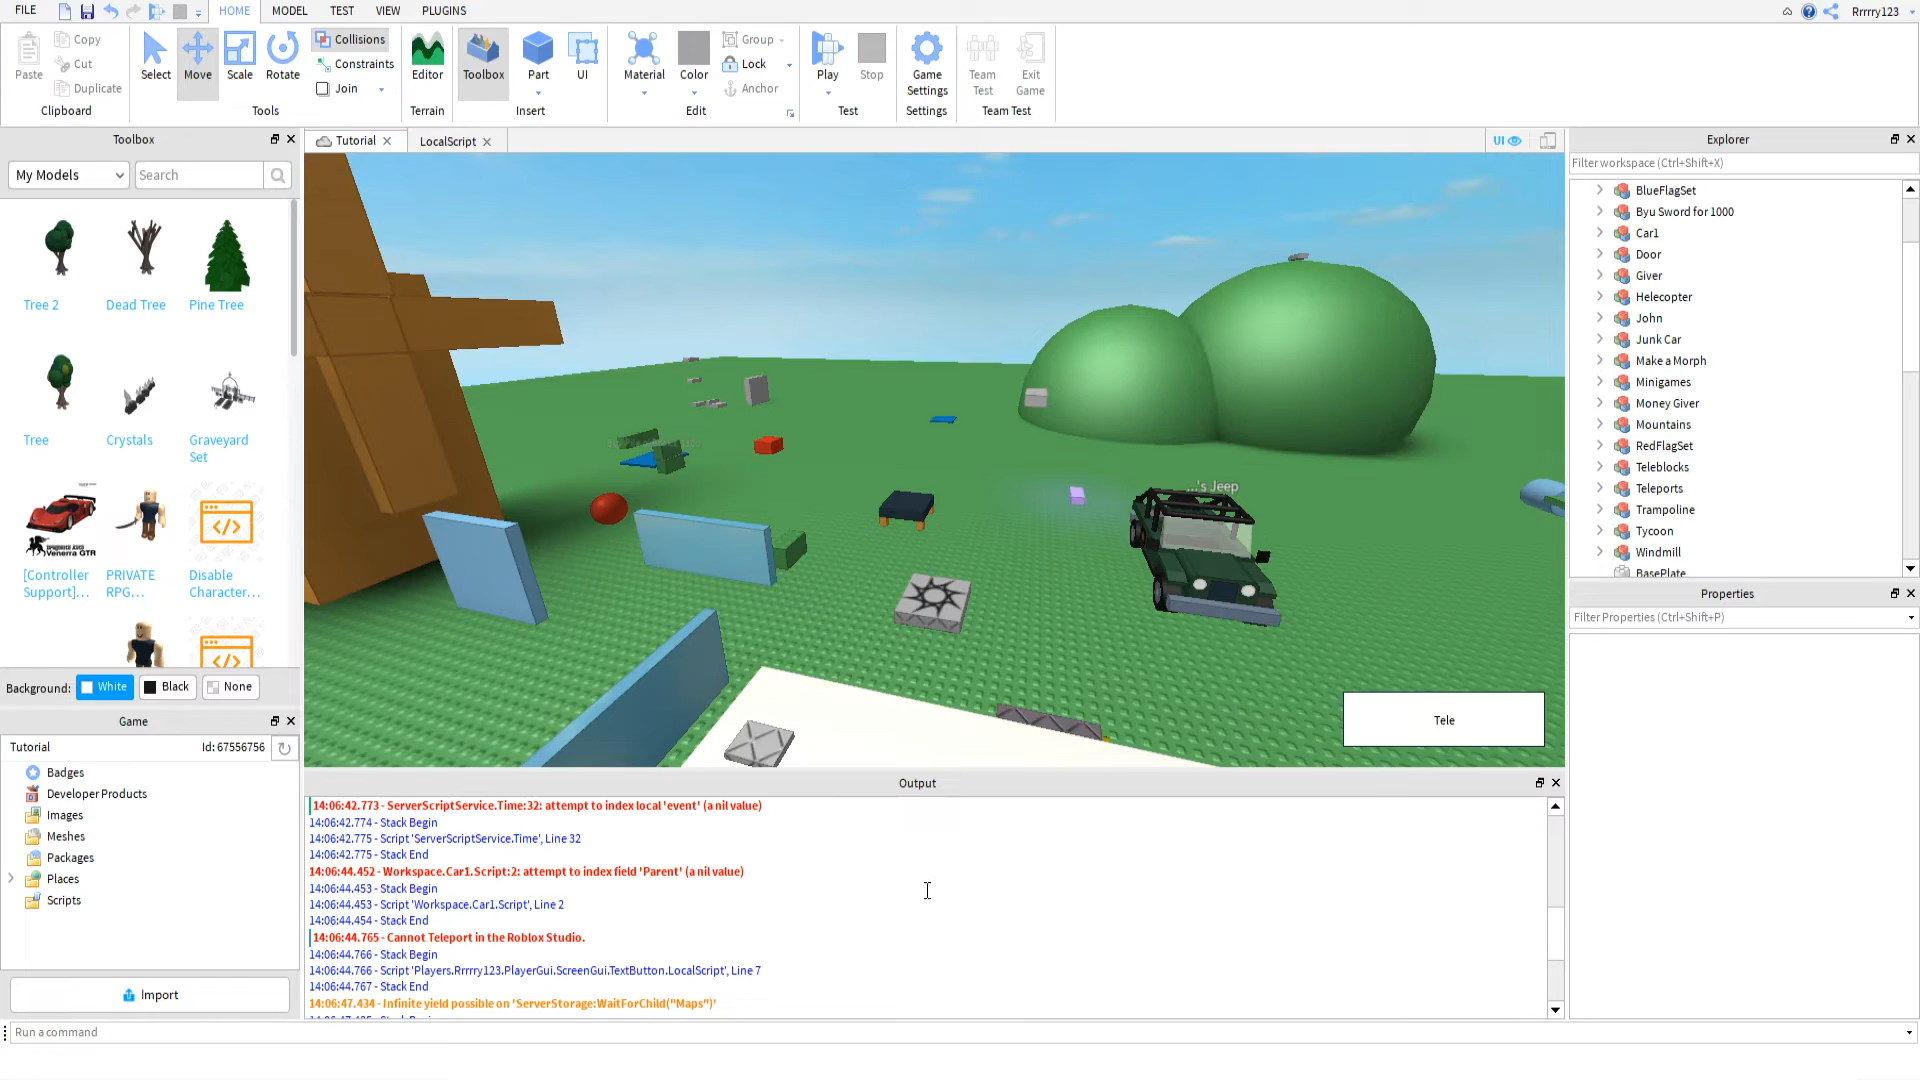 FILE
HOME
MODEL
TEST
VIEW
PLUGINS
Rrrrry123
Paste
Copy
Cut
Duplicate
Clipboard
Select
Move
Scale
Rotate
Collisions
Constraints
Join
Tools
Editor
Terrain
Toolbox
Part
UI
Insert
Material
Color
Group
Lock
Anchor
Edit
Play
Stop
Test
Game
Settings
Settings
Team
Test
Exit
Game
Team Test
Toolbox
My Models
Search
Tree 2
Dead Tree
Pine Tree
Tree
Crystals
Graveyard
Set
[Controller
Support]...
PRIVATE
RPG...
Disable
Character...
Background:
White
Black
None
Game
Tutorial
Id: 67556756
Badges
Developer Products
Images
Meshes
Packages
Places
Scripts
Import
Tutorial
LocalScript
UI
...'s Jeep
Tele
Output
14:06:42.773 - ServerScriptService.Time:32: attempt to index local 'event' (a nil value)
14:06:42.774 - Stack Begin
14:06:42.775 - Script 'ServerScriptService.Time', Line 32
14:06:42.775 - Stack End
14:06:44.452 - Workspace.Car1.Script:2: attempt to index field 'Parent' (a nil value)
14:06:44.453 - Stack Begin
14:06:44.453 - Script 'Workspace.Car1.Script', Line 2
14:06:44.454 - Stack End
14:06:44.765 - Cannot Teleport in the Roblox Studio.
14:06:44.766 - Stack Begin
14:06:44.766 - Script 'Players.Rrrrry123.PlayerGui.ScreenGui.TextButton.LocalScript', Line 7
14:06:44.767 - Stack End
14:06:47.434 - Infinite yield possible on 'ServerStorage:WaitForChild("Maps")'
Explorer
Filter workspace (Ctrl+Shift+X)
BlueFlagSet
Byu Sword for 1000
Car1
Door
Giver
Helecopter
John
Junk Car
Make a Morph
Minigames
Money Giver
Mountains
RedFlagSet
Teleblocks
Teleports
Trampoline
Tycoon
Windmill
BasePlate
Properties
Filter Properties (Ctrl+Shift+P)
Run a command